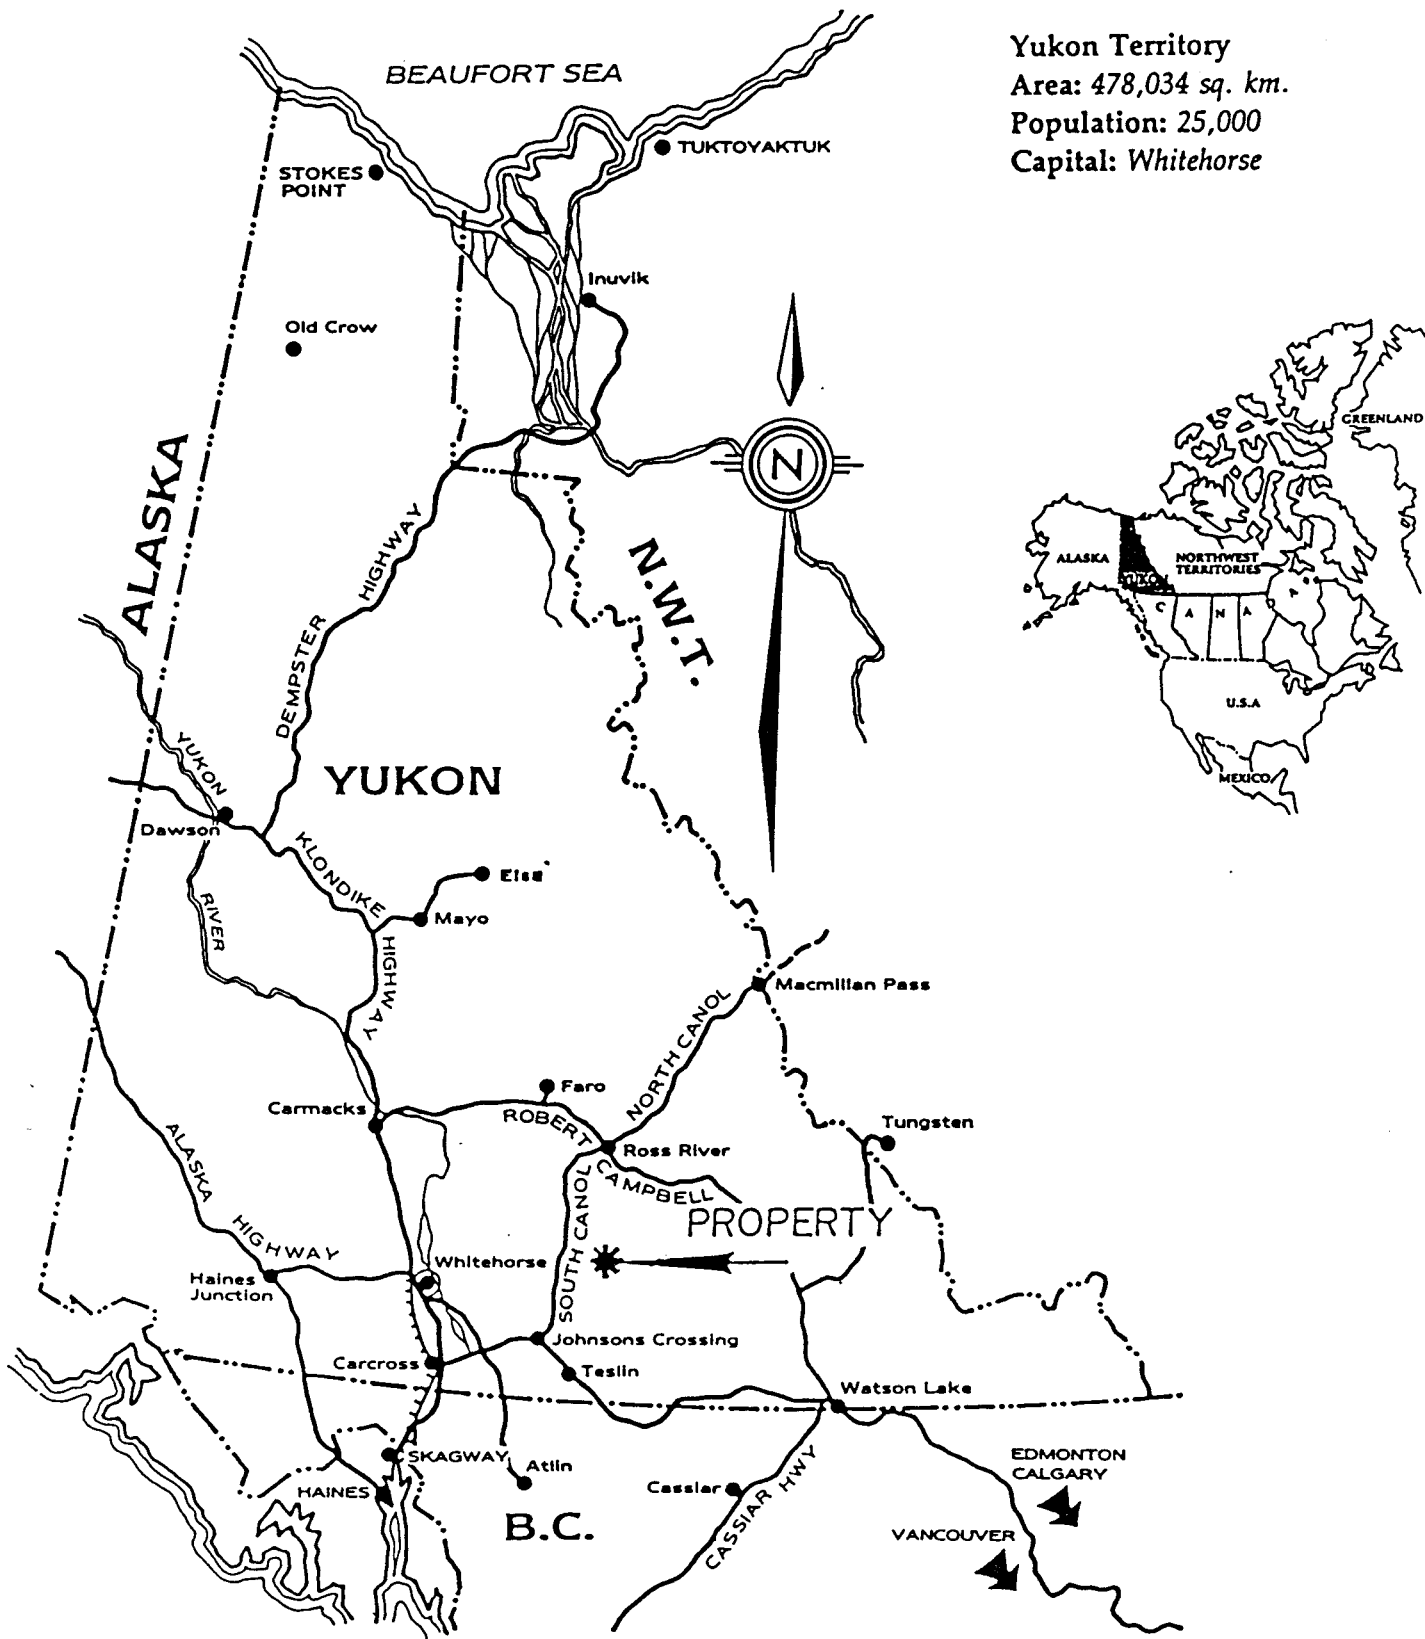 Yukon Territory
Area: 478,034 sq. km.
Population: 25,000
Capital: Whitehorse
BEAUFORT SEA
TUKTOYAKTUK
STOKES
POINT
Inuvik
Old Crow
GREENLAND
ALASKA
N
ALASKA
YUKON
NORTHWEST
TERRITORIES
C A N A D A
U.S.A
MEXICO
N.W.T.
DEMPSTER HIGHWAY
YUKON
RIVER
YUKON
Dawson
KLONDIKE
HIGHWAY
Elsa
Mayo
Macmillan Pass
NORTH CANOL
Faro
Carmacks
ROBERT
CAMPBELL
Ross River
Tungsten
ALASKA
HIGHWAY
SOUTH CANOL
PROPERTY
Whitehorse
Haines
Junction
Johnsons Crossing
Carcross
Teslin
Watson Lake
SKAGWAY
Atlin
HAINES
Cassiar
CASSIAR HWY
EDMONTON
CALGARY
B.C.
VANCOUVER